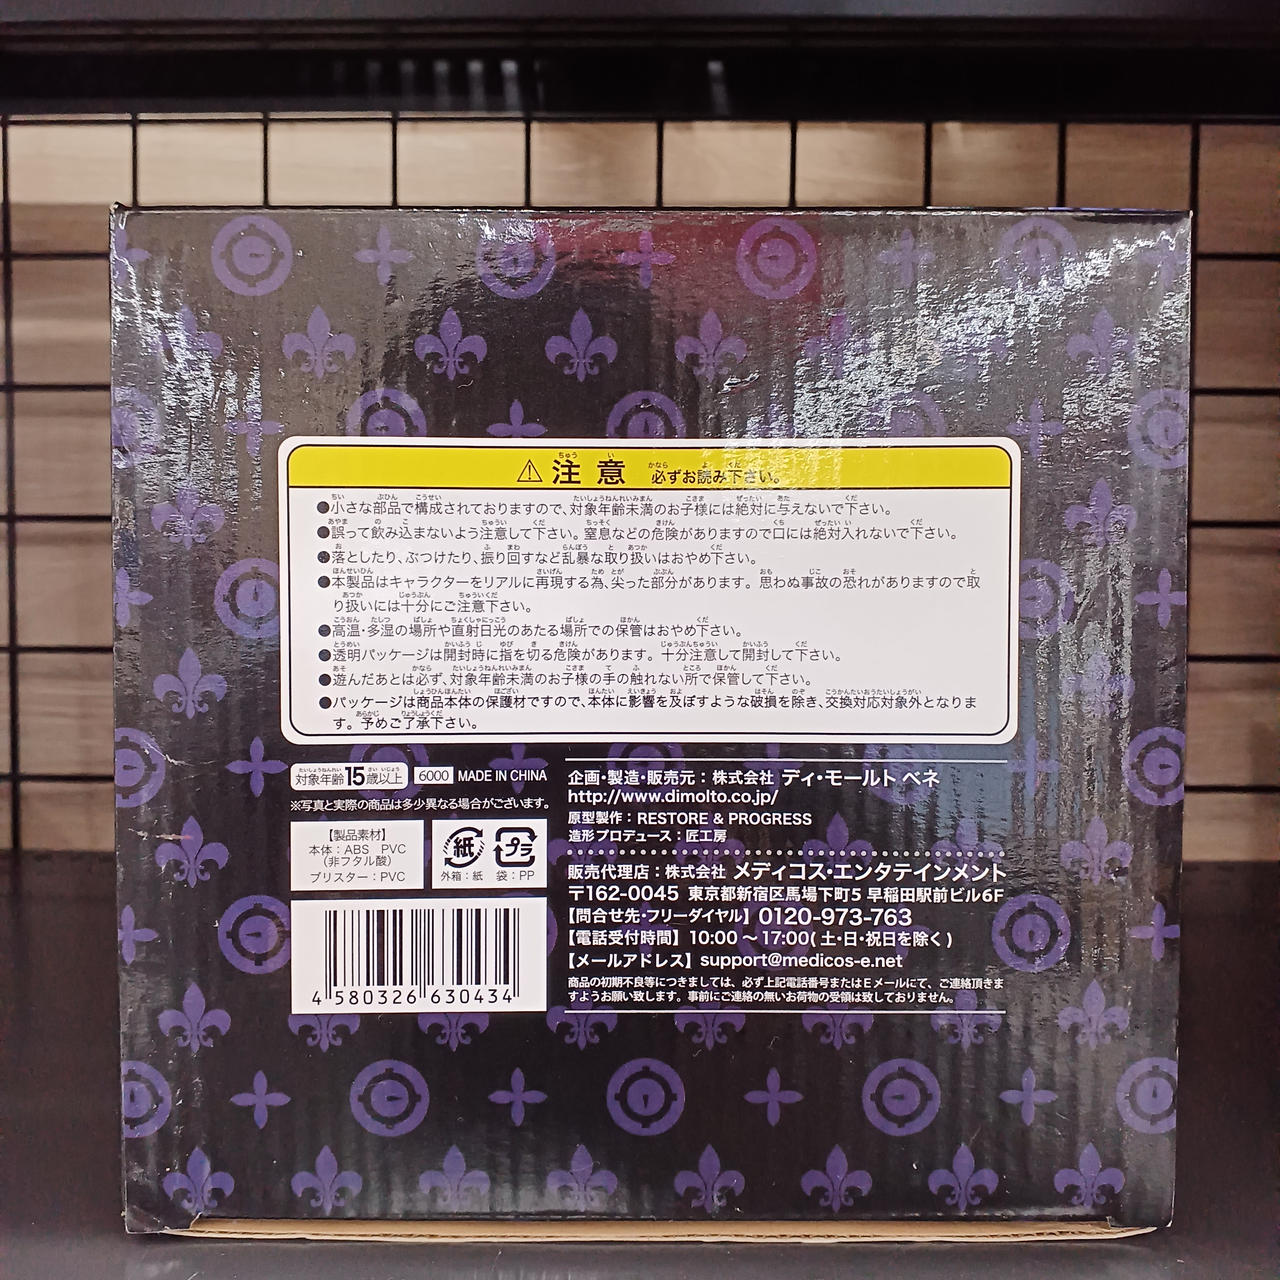 ⚠注意 必ずお読み下さい。
●小さな部品で構成されておりますので、対象年齢未満のお子様には絶対に与えないで下さい。
●誤って飲み込まないよう注意して下さい。窒息などの危険がありますので口には絶対入れないで下さい。
●落としたり、ぶつけたり、振り回すなど乱暴な取り扱いはおやめ下さい。
●本製品はキャラクターをリアルに再現する為、尖った部分があります。思わぬ事故の恐れがありますので取
り扱いには十分にご注意下さい。
●高温・多湿の場所や直射日光のあたる場所での保管はおやめ下さい。
●透明パッケージは開封時に指を切る危険があります。十分注意して開封して下さい。
●遊んだあとは必ず、対象年齢未満のお子様の手の触れない所で保管して下さい。
●パッケージは商品本体の保護材ですので、本体に影響を及ぼすような破損を除き、交換対応対象外となりま
す。予めご了承下さい。
対象年齢15歳以上 6000 MADE IN CHINA
※写真と実際の商品は多少異なる場合がございます。
【製品素材】
本体：ABS PVC
（非フタル酸）
ブリスター：PVC
紙
外箱：紙
プラ
袋：PP
4 580326 630434
企画・製造・販売元：株式会社 ディ・モールト ベネ
http://www.dimolto.co.jp/
原型製作：RESTORE & PROGRESS
造形プロデュース：匠工房
販売代理店：株式会社 メディコス・エンタテインメント
〒162-0045 東京都新宿区馬場下町5 早稲田駅前ビル6F
【問合せ先・フリーダイヤル】0120-973-763
【電話受付時間】10:00～17:00(土・日・祝日を除く)
【メールアドレス】support@medicos-e.net
商品の初期不良等につきましては、必ず上記電話番号またはEメールにて、ご連絡頂きま
すようお願い致します。事前にご連絡の無いお荷物の受領は致しておりません。